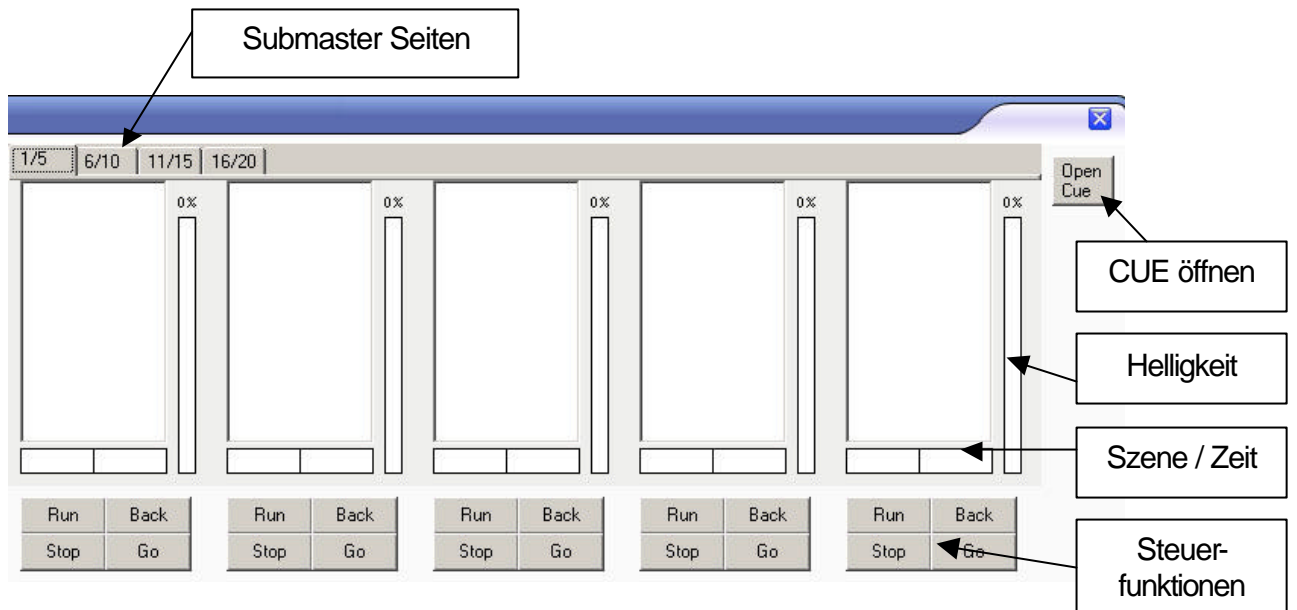 Submaster Seiten
1/5 6/10 11/15 16/20
Open
Cue
0% 0% 0% 0% 0%
CUE öffnen
Helligkeit
Szene / Zeit
Run Back Run Back Run Back Run Back Run Back
Stop Go Stop Go Stop Go Stop Go Stop Go
Steuer-
funktionen